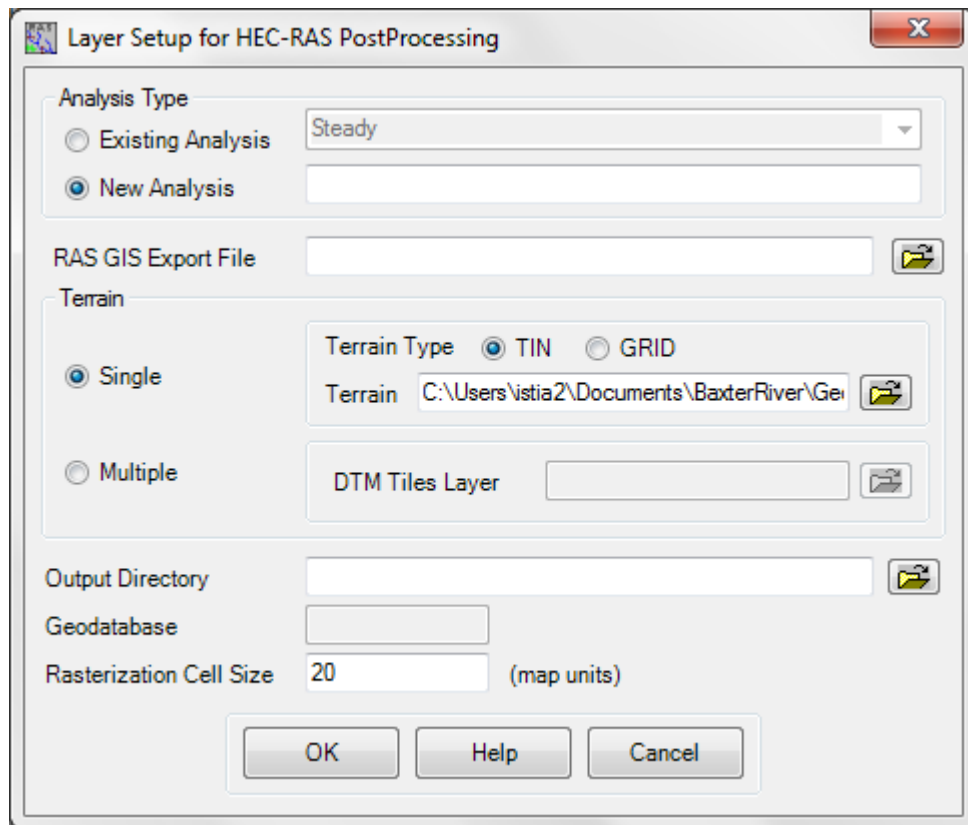 Layer Setup for HEC-RAS PostProcessing
Analysis Type
Existing Analysis Steady
New Analysis
RAS GIS Export File
Terrain
Terrain Type TIN GRID
Single
Terrain C:\Users\istia2\Documents\BaxterRiver\Geo
Multiple
DTM Tiles Layer
Output Directory
Geodatabase
Rasterization Cell Size 20 (map units)
OK Help Cancel